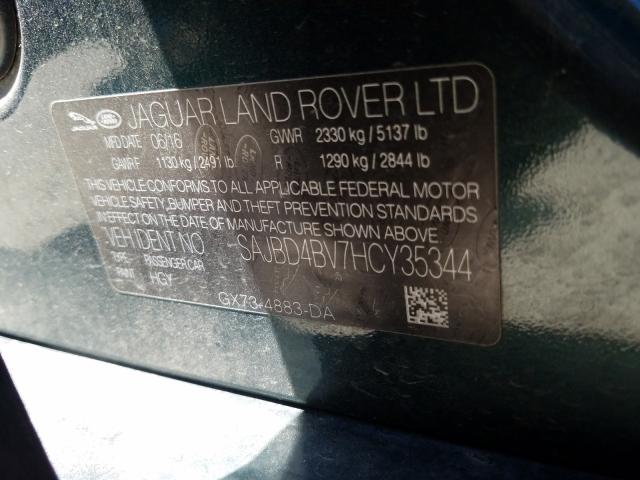 JAGUAR LAND ROVER LTD
MFD DATE 06/16 GVWR 2330 kg / 5137 lb
GAWR F 1130 kg / 2491 lb R 1290 kg / 2844 lb
THIS VEHICLE CONFORMS TO ALL APPLICABLE FEDERAL MOTOR
VEHICLE SAFETY, BUMPER AND THEFT PREVENTION STANDARDS
IN EFFECT ON THE DATE OF MANUFACTURE SHOWN ABOVE.
VEH IDENT NO SAJBD4BV7HCY35344
TYPE: PASSENGER CAR
PAINT: HGY
GX73-4883-DA